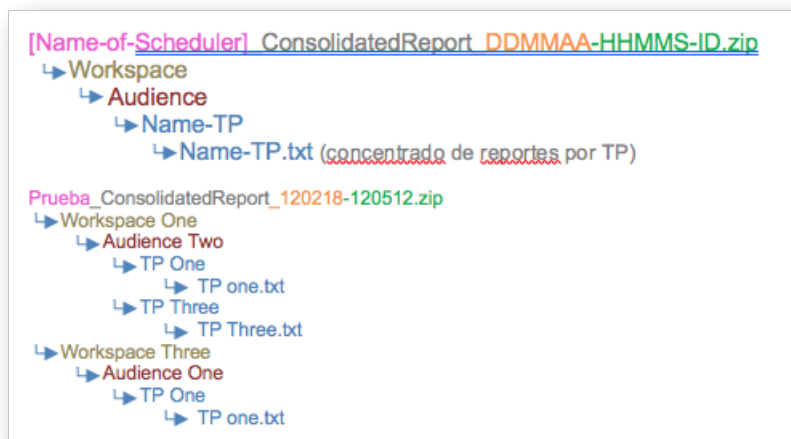 [Name-of-Scheduler]_ConsolidatedReport_DDMMAA-HHMMS-ID.zip
Workspace
Audience
Name-TP
Name-TP.txt (concentrado de reportes por TP)
Prueba_ConsolidatedReport_120218-120512.zip
Workspace One
Audience Two
TP One
TP one.txt
TP Three
TP Three.txt
Workspace Three
Audience One
TP One
TP one.txt